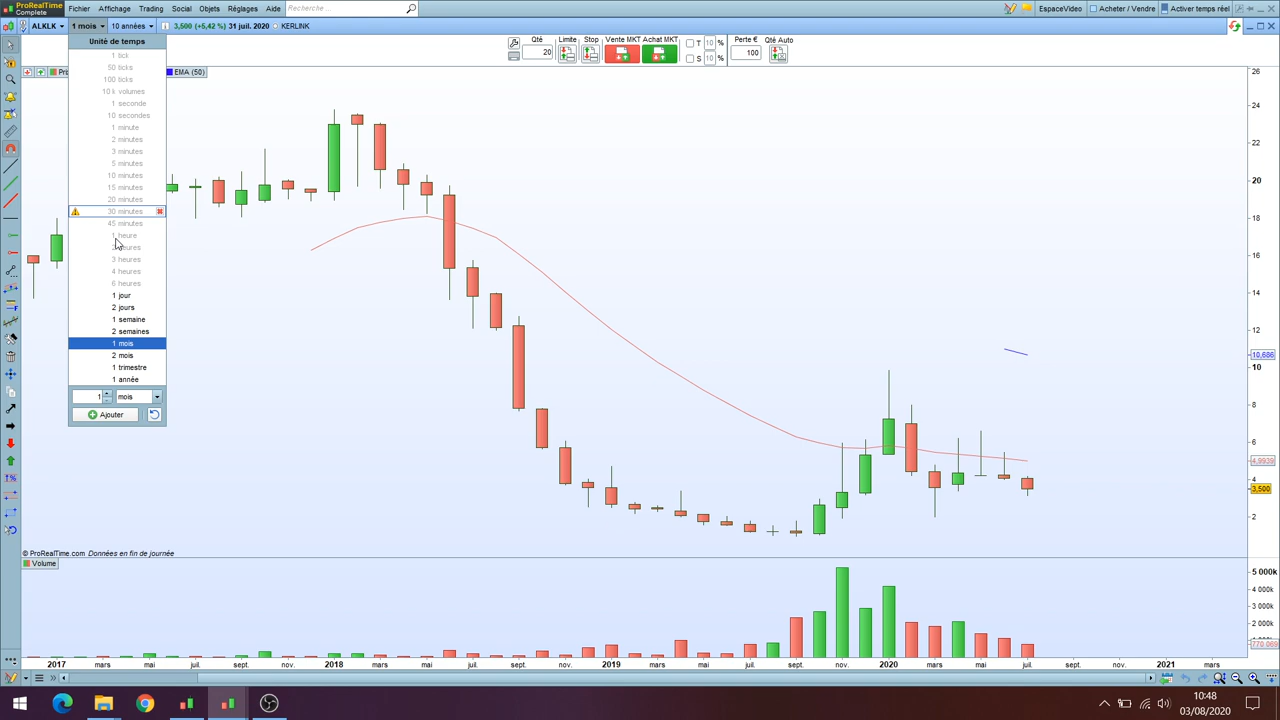 ProRealTime
Complete
Fichier Affichage Trading Social Objets Réglages Aide
Recherche ...
EspaceVideo Acheter / Vendre Activer temps réel
ALKLK 1 mois 10 années 3,500 (+5,42 %) 31 juil. 2020 KERLINK
Unité de temps
1 tick
50 ticks
100 ticks
10 k volumes
1 seconde
10 secondes
1 minute
2 minutes
3 minutes
5 minutes
10 minutes
15 minutes
20 minutes
30 minutes
45 minutes
1 heure
3 heures
4 heures
6 heures
1 jour
2 jours
1 semaine
2 semaines
1 mois
2 mois
1 trimestre
1 année
1 mois
Ajouter
EMA (50)
Qté
20
Limite Stop Vente MKT Achat MKT
T 10 %
S 10 %
Perte €
100
Qté Auto
26
24
22
20
18
16
14
12
10,686
10
8
6
4,9939
4
3,500
2
© ProRealTime.com Données en fin de journée
Volume
5 000k
4 000k
3 000k
2 000k
770 069
2017 mars mai juil. sept. nov. 2018 mars mai juil. sept. nov. 2019 mars mai juil. sept. nov. 2020 mars mai juil. sept. nov. 2021 mars
10:48
03/08/2020